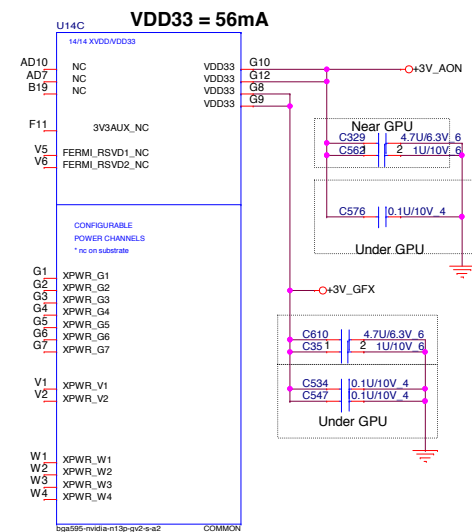 VDD33 = 56mA
U14C
14/14 XVDD/VDD33
AD10 NC VDD33 G10 +3V_AON
AD7 NC VDD33 G12
B19 NC VDD33 G8
VDD33 G9
F11 3V3AUX_NC
Near GPU
C329 4.7U/6.3V_6
C562 1 2 1U/10V_6
V5 FERMI_RSVD1_NC
V6 FERMI_RSVD2_NC
C576 0.1U/10V_4
Under GPU
CONFIGURABLE
POWER CHANNELS
* nc on substrate
G1 XPWR_G1
G2 XPWR_G2
G3 XPWR_G3
+3V_GFX
G4 XPWR_G4
G5 XPWR_G5
G6 XPWR_G6
G7 XPWR_G7
C610 4.7U/6.3V_6
C351 1 2 1U/10V_6
V1 XPWR_V1
V2 XPWR_V2
C534 0.1U/10V_4
C547 0.1U/10V_4
Under GPU
W1 XPWR_W1
W2 XPWR_W2
W3 XPWR_W3
W4 XPWR_W4
bga595-nvidia-n13p-gv2-s-a2 COMMON